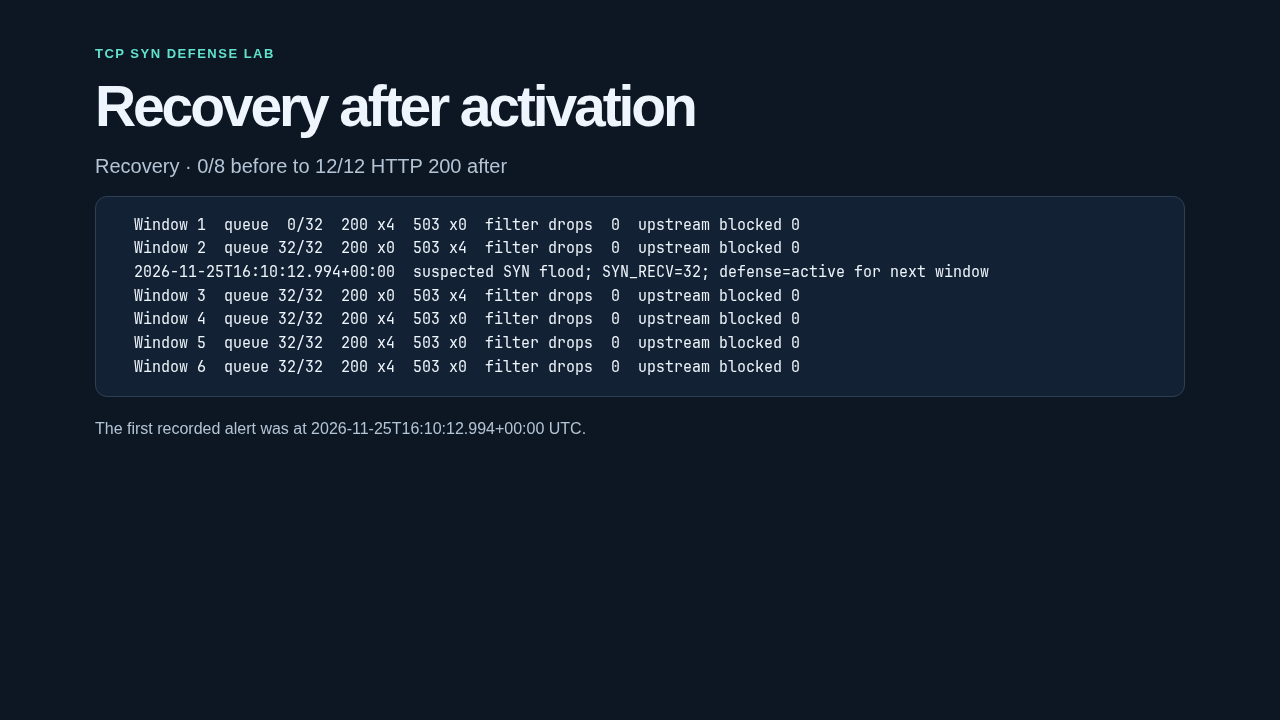 TCP SYN DEFENSE LAB
Recovery after activation
Recovery · 0/8 before to 12/12 HTTP 200 after
Window 1  queue  0/32  200 x4  503 x0  filter drops  0  upstream blocked 0
Window 2  queue 32/32  200 x0  503 x4  filter drops  0  upstream blocked 0
2026-11-25T16:10:12.994+00:00  suspected SYN flood; SYN_RECV=32; defense=active for next window
Window 3  queue 32/32  200 x0  503 x4  filter drops  0  upstream blocked 0
Window 4  queue 32/32  200 x4  503 x0  filter drops  0  upstream blocked 0
Window 5  queue 32/32  200 x4  503 x0  filter drops  0  upstream blocked 0
Window 6  queue 32/32  200 x4  503 x0  filter drops  0  upstream blocked 0
The first recorded alert was at 2026-11-25T16:10:12.994+00:00 UTC.